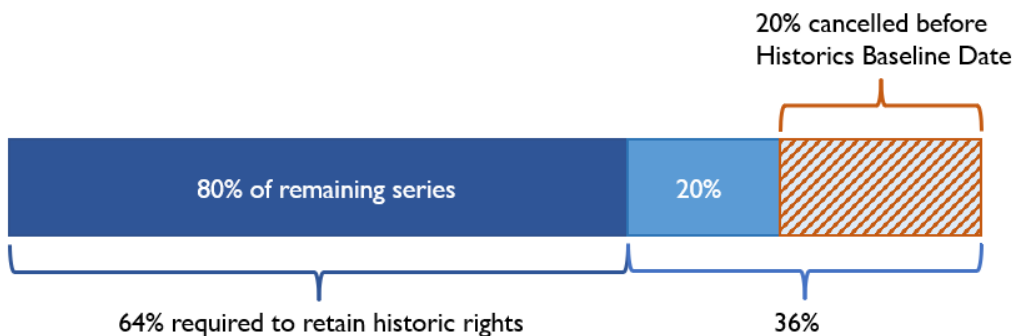 20% cancelled before
Historics Baseline Date
80% of remaining series
20%
64% required to retain historic rights
36%